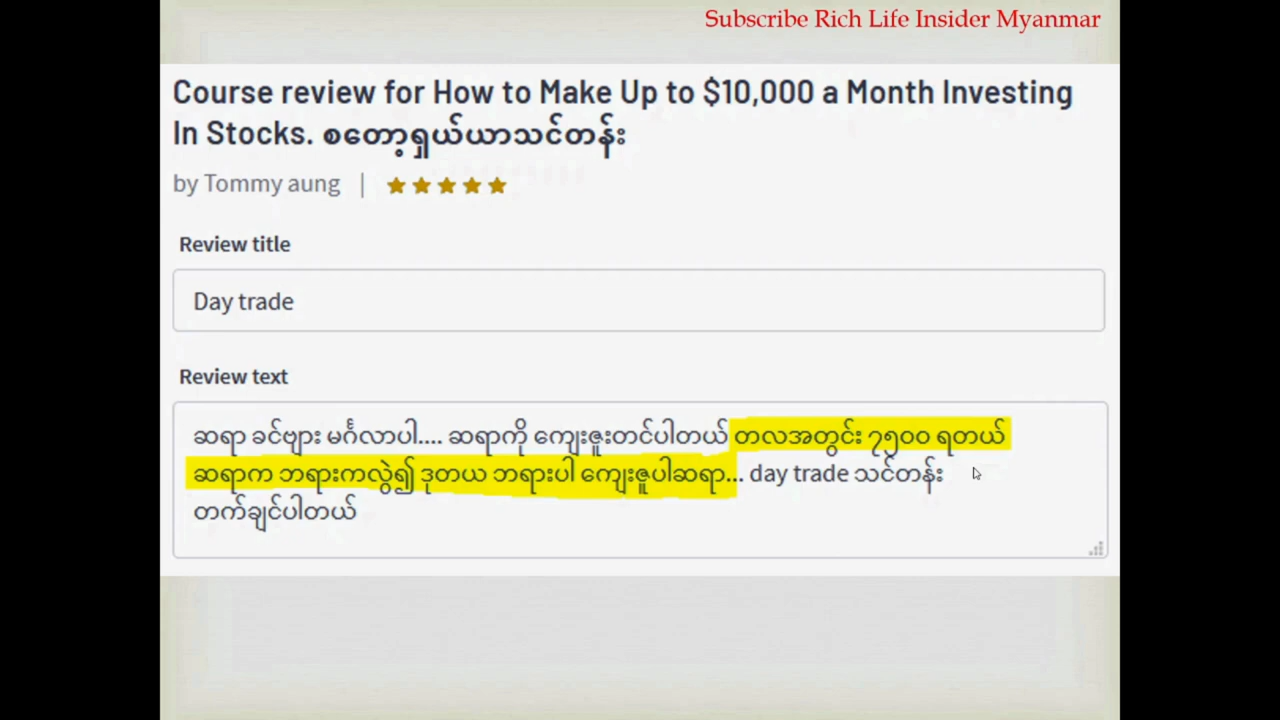 Subscribe Rich Life Insider Myanmar
Course review for How to Make Up to $10,000 a Month Investing
In Stocks. စတော့ရှယ်ယာသင်တန်း
by Tommy aung | ★★★★★
Review title
Day trade
Review text
ဆရာ ခင်ဗျား မင်္ဂလာပါ.... ဆရာကို ကျေးဇူးတင်ပါတယ် တလအတွင်း ၇၅၀၀ ရတယ်
ဆရာက ဘရားကလွဲ၍ ဒုတယ ဘရားပါ ကျေးဇူပါဆရာ... day trade သင်တန်း
တက်ချင်ပါတယ်